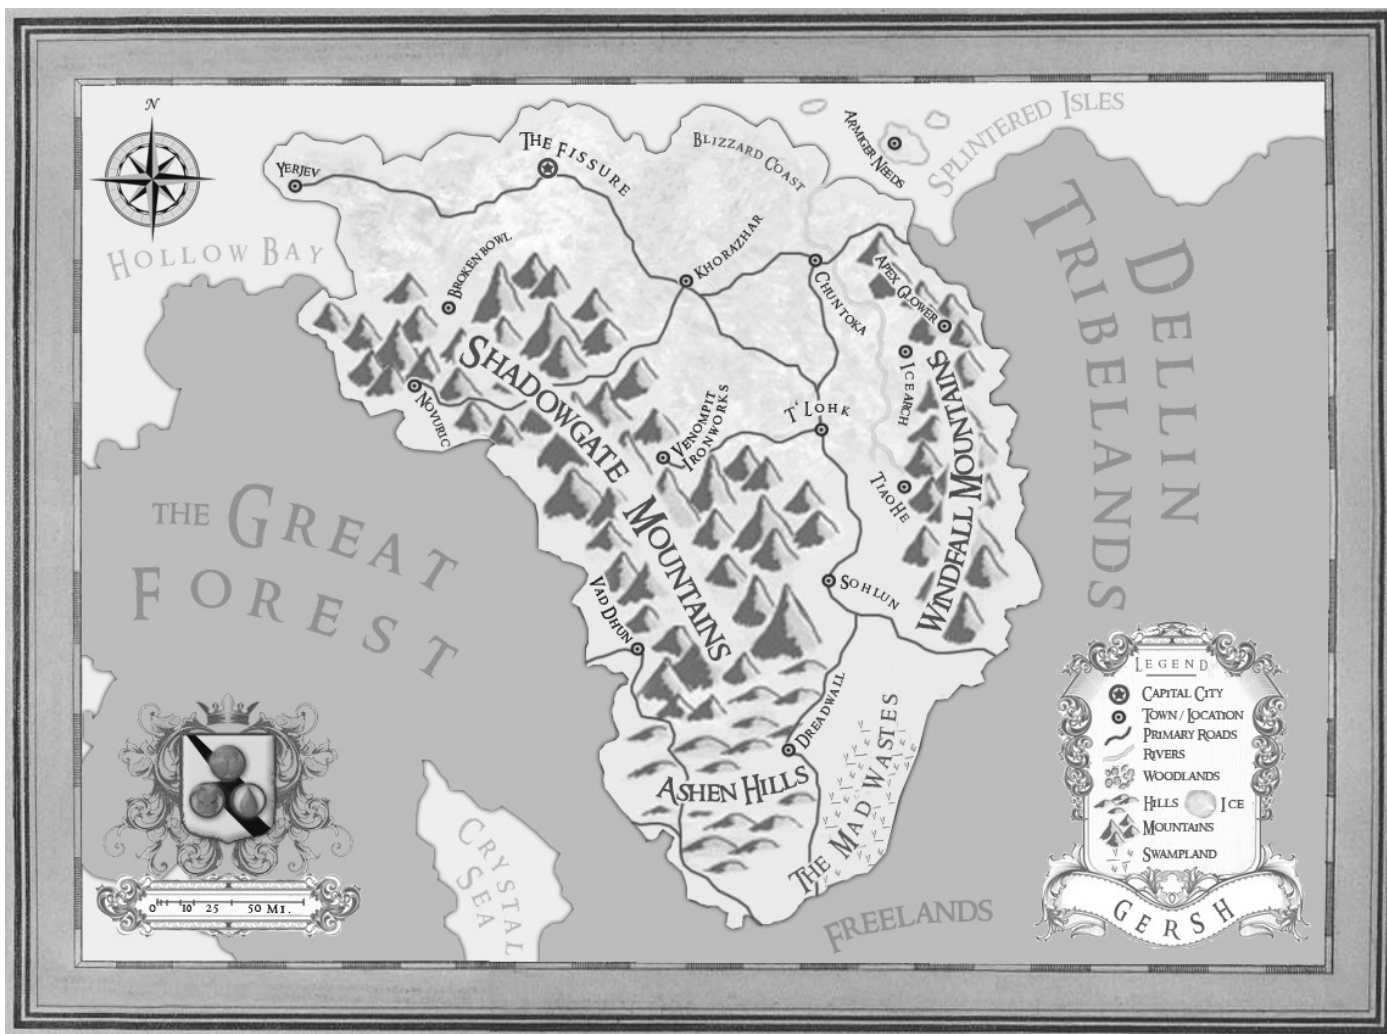 N
SPLINTERED ISLES
ARMIGER NEEDS
THE FISSURE
BLIZZARD COAST
YERJEV
HOLLOW BAY
BROKENBOWL
KHORAZHAR
CHUNTOKA
APEX GLOWER
DELLIN
TRIBELANDS
SHADOWGATE
MOUNTAINS
NOVURIC
VENOMPIT
IRONWORKS
T'LOHK
ICEARCH
TIAOHE
WINDFALL MOUNTAINS
THE GREAT
FOREST
VAD DHUN
SOHLUN
DREADWALL
ASHEN HILLS
THE MAD WASTES
CRYSTAL
SEA
FREELANDS
0 10 25 50 MI.
LEGEND
CAPITAL CITY
TOWN / LOCATION
PRIMARY ROADS
RIVERS
WOODLANDS
HILLS ICE
MOUNTAINS
SWAMPLAND
GERSH